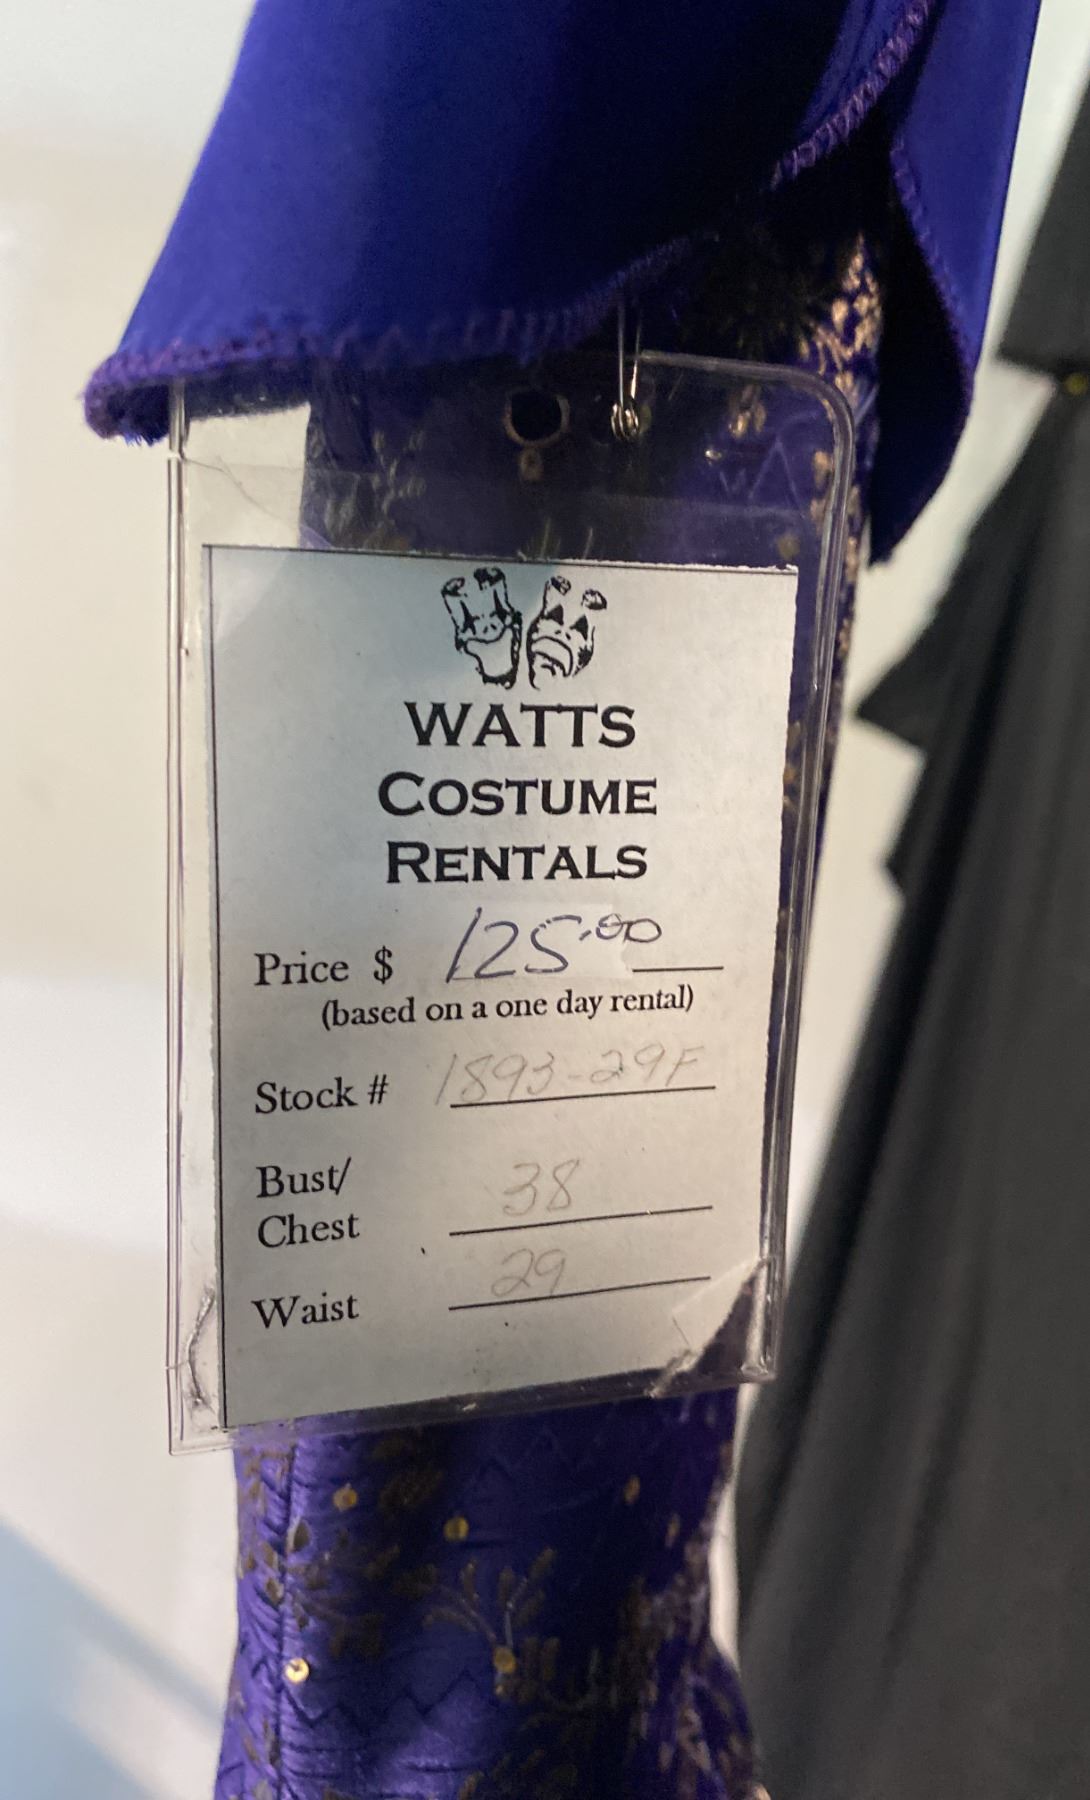 WATTS
COSTUME
RENTALS
Price $ 125.00
(based on a one day rental)
Stock # 1893-29F
Bust/
Chest 38
Waist 29